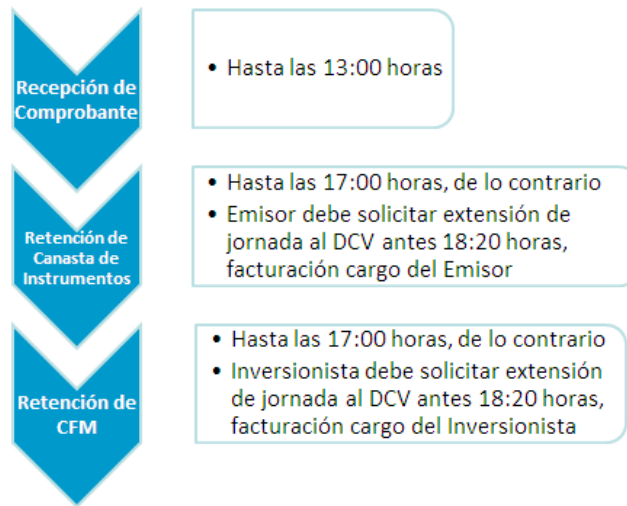 Recepción de
Comprobante
• Hasta las 13:00 horas
Retención de
Canasta de
Instrumentos
• Hasta las 17:00 horas, de lo contrario
• Emisor debe solicitar extensión de
jornada al DCV antes 18:20 horas,
facturación cargo del Emisor
Retención de
CFM
• Hasta las 17:00 horas, de lo contrario
• Inversionista debe solicitar extensión
de jornada al DCV antes 18:20 horas,
facturación cargo del Inversionista